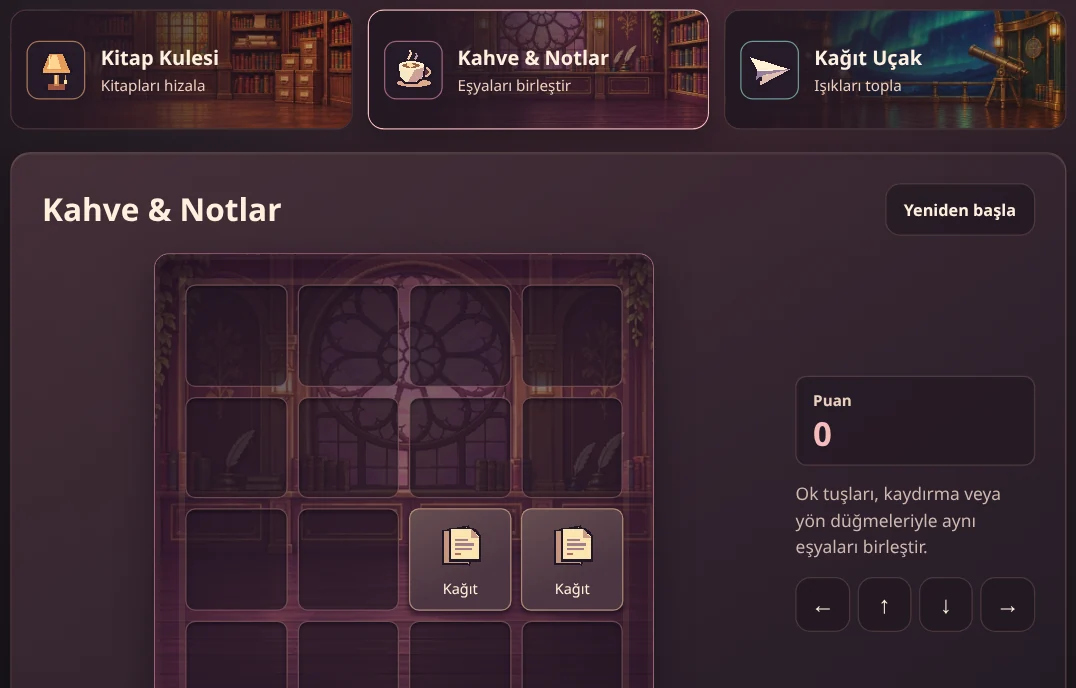 Kitap Kulesi
Kitapları hizala
Kahve & Notlar
Eşyaları birleştir
Kağıt Uçak
Işıkları topla
Kahve & Notlar
Yeniden başla
Puan
0
Ok tuşları, kaydırma veya
yön düğmeleriyle aynı
eşyaları birleştir.
Kağıt
Kağıt
← ↑ ↓ →